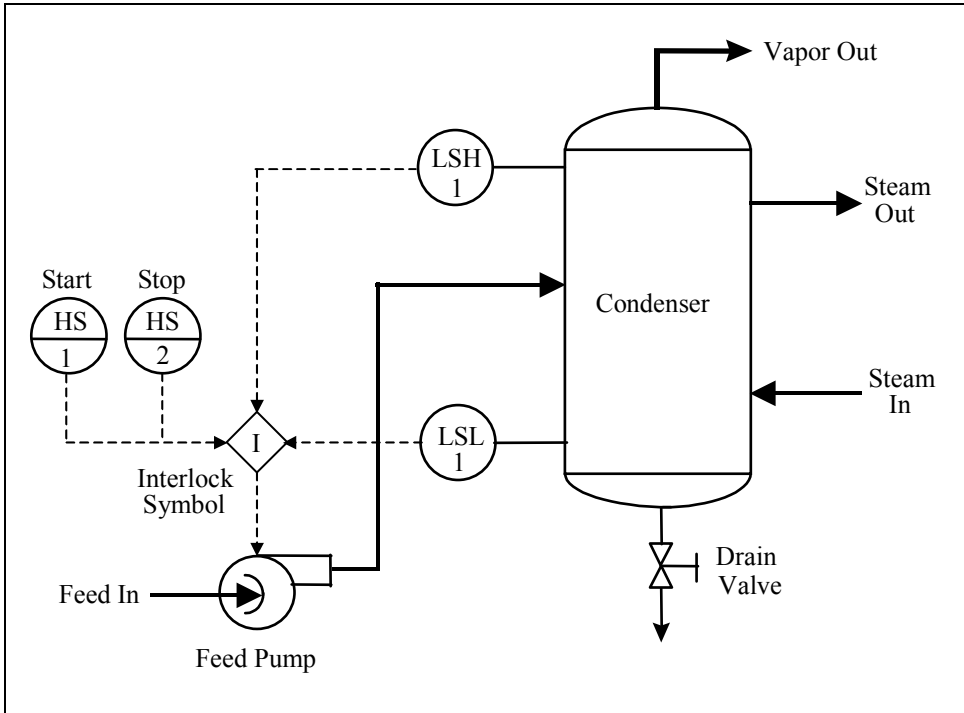 Vapor Out
LSH
1
Steam
Out
Start
Stop
HS
1
HS
2
Condenser
Steam
In
I
LSL
1
Interlock
Symbol
Drain
Valve
Feed In
Feed Pump